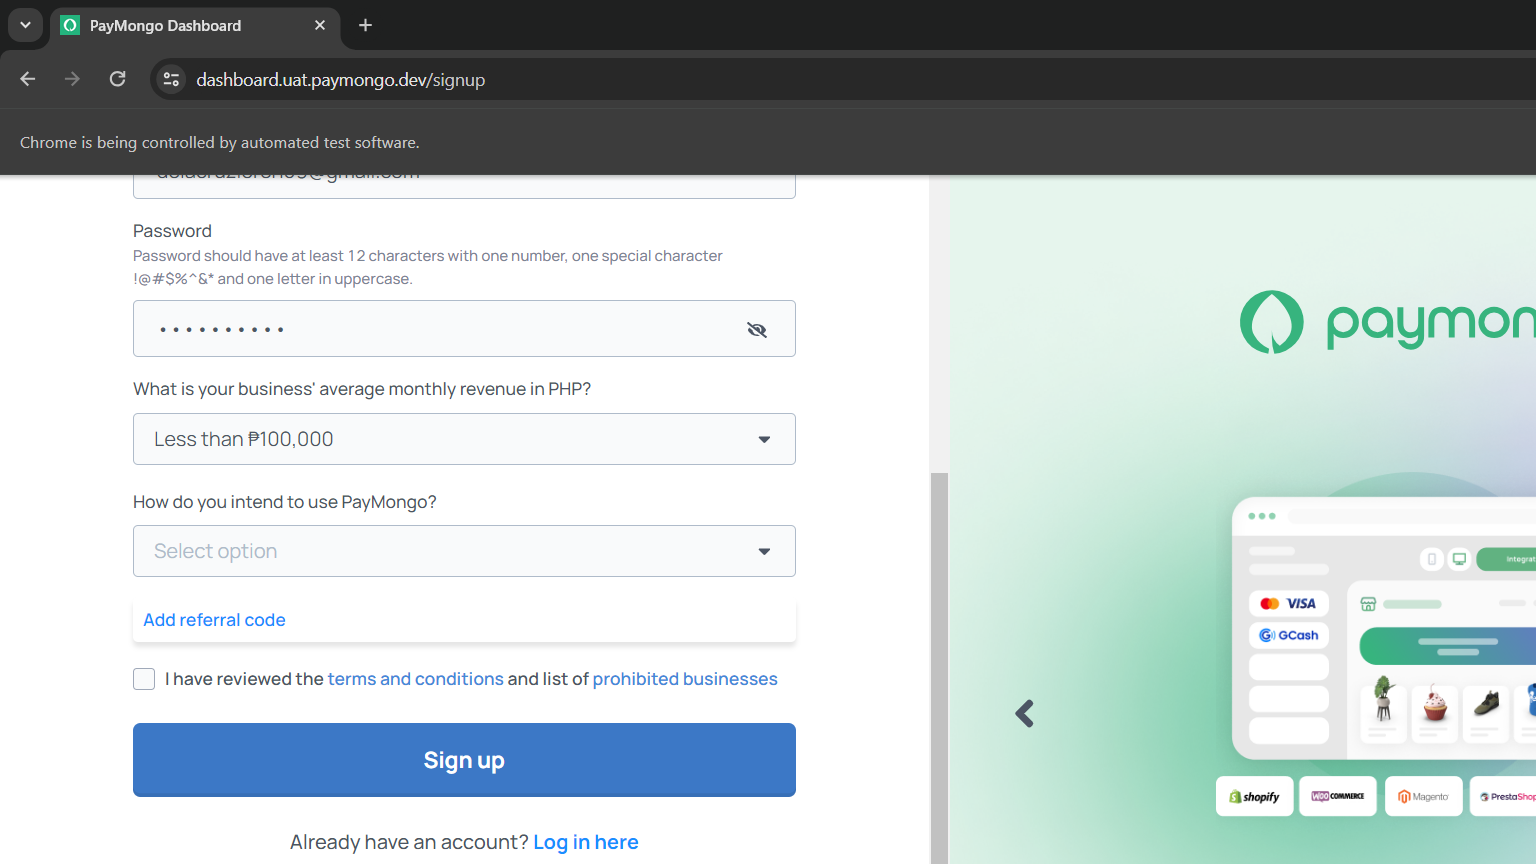 PayMongo Dashboard
dashboard.uat.paymongo.dev/signup
Chrome is being controlled by automated test software.
Password
Password should have at least 12 characters with one number, one special character
!@#$%^&* and one letter in uppercase.
What is your business' average monthly revenue in PHP?
Less than ₱100,000
How do you intend to use PayMongo?
Select option
Add referral code
I have reviewed the terms and conditions and list of prohibited businesses
Sign up
Already have an account? Log in here
paymon
Integrat
VISA
GCash
shopify
WOO COMMERCE
Magento
PrestaShop